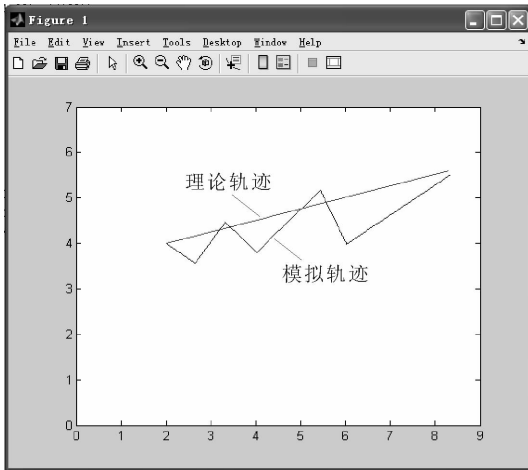 Figure 1
File Edit View Insert Tools Desktop Window Help
7
6
5
4
3
2
1
0
理论轨迹
模拟轨迹
0 1 2 3 4 5 6 7 8 9